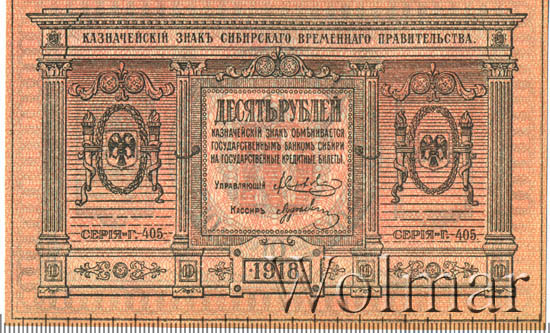 КАЗНАЧЕЙСКІЙ ЗНАКЪ СИБИРСКАГО ВРЕМЕННАГО ПРАВИТЕЛЬСТВА.
ДЕСЯТЬ РУБЛЕЙ
КАЗНАЧЕЙСКІЙ ЗНАКЪ ОБМѢНИВАЕТСЯ
ГОСУДАРСТВЕННЫМЪ БАНКОМЪ СИБИРИ
НА ГОСУДАРСТВЕННЫЕ КРЕДИТНЫЕ БИЛЕТЫ.
УПРАВЛЯЮЩІЙ
КАССИРЪ
СЕРІЯ-Г.-405.
СЕРІЯ-Г.-405.
1918
Wolmar